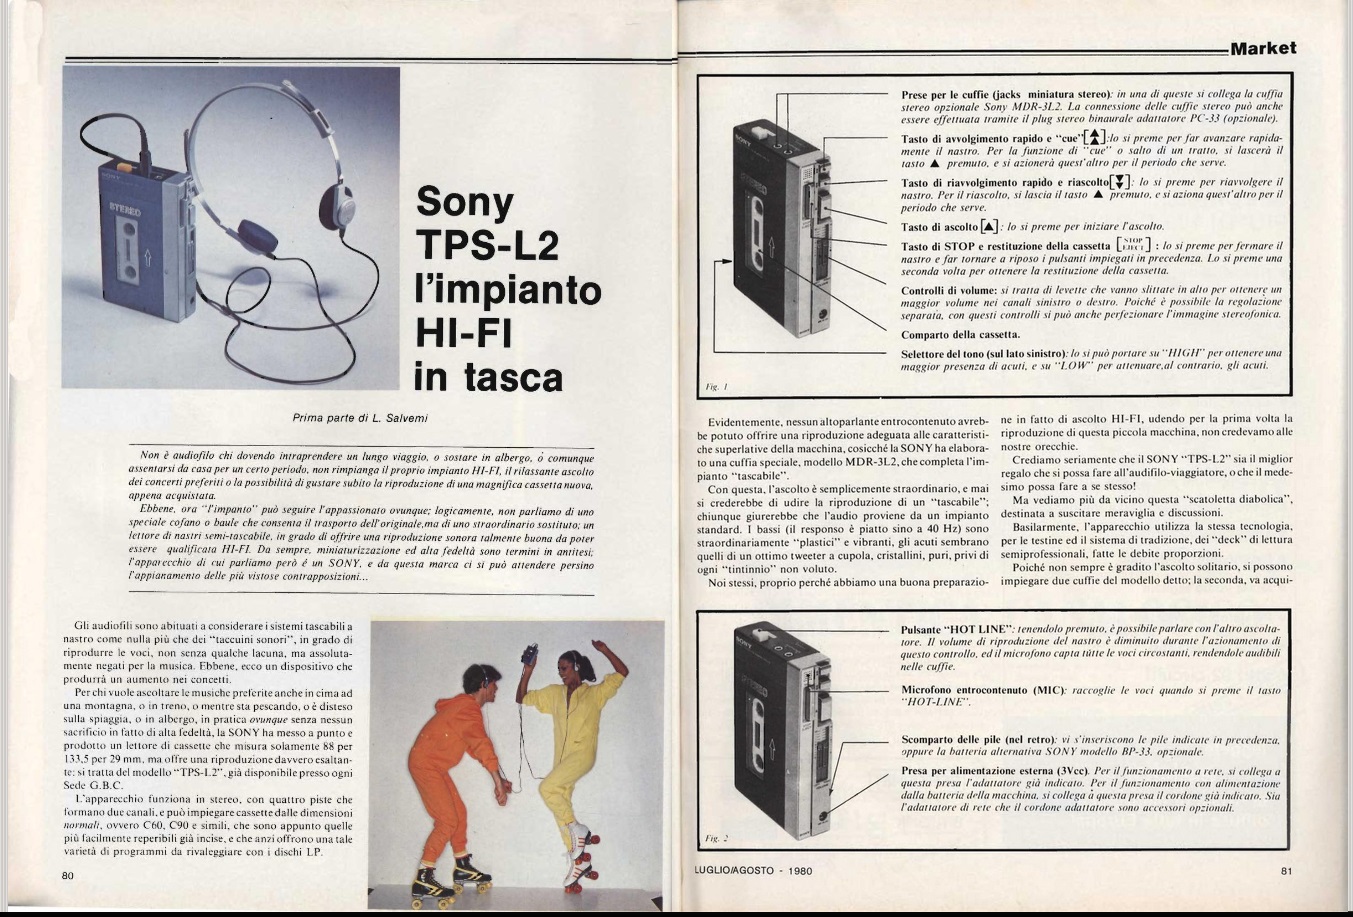 Sony
TPS-L2
l'impianto
HI-FI
in tasca
Prima parte di L. Salvemi
Non è audiofilo chi dovendo intraprendere un lungo viaggio, o sostare in albergo, o comunque
assentarsi da casa per un certo periodo, non rimpianga il proprio impianto HI-FI, il rilassante ascolto
dei concerti preferiti o la possibilità di gustare subito la riproduzione di una magnifica cassetta nuova,
appena acquistata.
Ebbene, ora "l'impanto" può seguire l'appassionato ovunque; logicamente, non parliamo di uno
speciale cofano o baule che consenta il trasporto dell'originale,ma di uno straordinario sostituto; un
lettore di nastri semi-tascabile, in grado di offrire una riproduzione sonora talmente buona da poter
essere qualificata HI-FI. Da sempre, miniaturizzazione ed alta fedeltà sono termini in antitesi;
l'apparecchio di cui parliamo però é un SONY, e da questa marca ci si può attendere persino
l'appianamento delle più vistose contrapposizioni...
Gli audiofili sono abituati a considerare i sistemi tascabili a
nastro come nulla più che dei "taccuini sonori", in grado di
riprodurre le voci, non senza qualche lacuna, ma assoluta-
mente negati per la musica. Ebbene, ecco un dispositivo che
produrrá un aumento nei concetti.
Per chi vuole ascoltare le musiche preferite anche in cima ad
una montagna, o in treno, o mentre sta pescando, o è disteso
sulla spiaggia, o in albergo, in pratica ovunque senza nessun
sacrificio in fatto di alta fedeltà, la SONY ha messo a punto e
prodotto un lettore di cassette che misura solamente 88 per
133,5 per 29 mm, ma offre una riproduzione davvero esaltan-
te: si tratta del modello "TPS-L2", già disponibile presso ogni
Sede G.B.C.
L'apparecchio funziona in stereo, con quattro piste che
formano due canali, e può impiegare cassette dalle dimensioni
normali, ovvero C60, C90 e simili, che sono appunto quelle
più facilmente reperibili già incise, e che anzi offrono una tale
varietà di programmi da rivaleggiare con i dischi LP.
80
Market
Prese per le cuffie (jacks miniatura stereo): in una di queste si collega la cuffia
stereo opzionale Sony MDR-3L2. La connessione delle cuffie stereo può anche
essere effettuata tramite il plug stereo binaurale adattatore PC-33 (opzionale).
Tasto di avvolgimento rapido e "cue"[▲▲]:lo si preme per far avanzare rapida-
mente il nastro. Per la funzione di "cue" o salto di un tratto, si lascerà il
tasto ▲ premuto, e si azionerà quest'altro per il periodo che serve.
Tasto di riavvolgimento rapido e riascolto[▼▼]: lo si preme per riavvolgere il
nastro. Per il riascolto, si lascia il tasto ▲ premuto, e si aziona quest'altro per il
periodo che serve.
Tasto di ascolto [▲]: lo si preme per iniziare l'ascolto.
Tasto di STOP e restituzione della cassetta [STOP EJECT] : lo si preme per fermare il
nastro e far tornare a riposo i pulsanti impiegati in precedenza. Lo si preme una
seconda volta per ottenere la restituzione della cassetta.
Controlli di volume: si tratta di levette che vanno slittate in alto per ottenere un
maggior volume nei canali sinistro o destro. Poiché è possibile la regolazione
separata, con questi controlli si può anche perfezionare l'immagine stereofonica.
Comparto della cassetta.
Selettore del tono (sul lato sinistro): lo si può portare su "HIGH" per ottenere una
maggior presenza di acuti, e su "LOW" per attenuare,al contrario, gli acuti.
Fig. 1
Evidentemente, nessun altoparlante entrocontenuto avreb-
be potuto offrire una riproduzione adeguata alle caratteristi-
che superlative della macchina, cosicché la SONY ha elabora-
to una cuffia speciale, modello MDR-3L2, che completa l'im-
pianto "tascabile".
Con questa, l'ascolto è semplicemente straordinario, e mai
si crederebbe di udire la riproduzione di un "tascabile";
chiunque giurerebbe che l'audio proviene da un impianto
standard. I bassi (il responso è piatto sino a 40 Hz) sono
straordinariamente "plastici" e vibranti, gli acuti sembrano
quelli di un ottimo tweeter a cupola, cristallini, puri, privi di
ogni "tintinnio" non voluto.
Noi stessi, proprio perché abbiamo una buona preparazio-
ne in fatto di ascolto HI-FI, udendo per la prima volta la
riproduzione di questa piccola macchina, non credevamo alle
nostre orecchie.
Crediamo seriamente che il SONY "TPS-L2" sia il miglior
regalo che si possa fare all'audifilo-viaggiatore, o che il mede-
simo possa fare a se stesso!
Ma vediamo più da vicino questa "scatoletta diabolica",
destinata a suscitare meraviglia e discussioni.
Basilarmente, l'apparecchio utilizza la stessa tecnologia,
per le testine ed il sistema di tradizione, dei "deck" di lettura
semiprofessionali, fatte le debite proporzioni.
Poiché non sempre è gradito l'ascolto solitario, si possono
impiegare due cuffie del modello detto; la seconda, va acqui-
Pulsante "HOT LINE": tenendolo premuto, è possibile parlare con l'altro ascolta-
tore. Il volume di riproduzione del nastro è diminuito durante l'azionamento di
questo controllo, ed il microfono capta tutte le voci circostanti, rendendole audibili
nelle cuffie.
Microfono entrocontenuto (MIC): raccoglie le voci quando si preme il tasto
"HOT-LINE".
Scomparto delle pile (nel retro): vi s'inseriscono le pile indicate in precedenza,
oppure la batteria alternativa SONY modello BP-33, opzionale.
Presa per alimentazione esterna (3Vcc). Per il funzionamento a rete, si collega a
questa presa l'adattatore già indicato. Per il funzionamento con alimentazione
dalla batteria della macchina, si collega a questa presa il cordone già indicato. Sia
l'adattatore di rete che il cordone adattatore sono accessori opzionali.
Fig. 2
LUGLIO/AGOSTO - 1980
81
STEREO
SONY